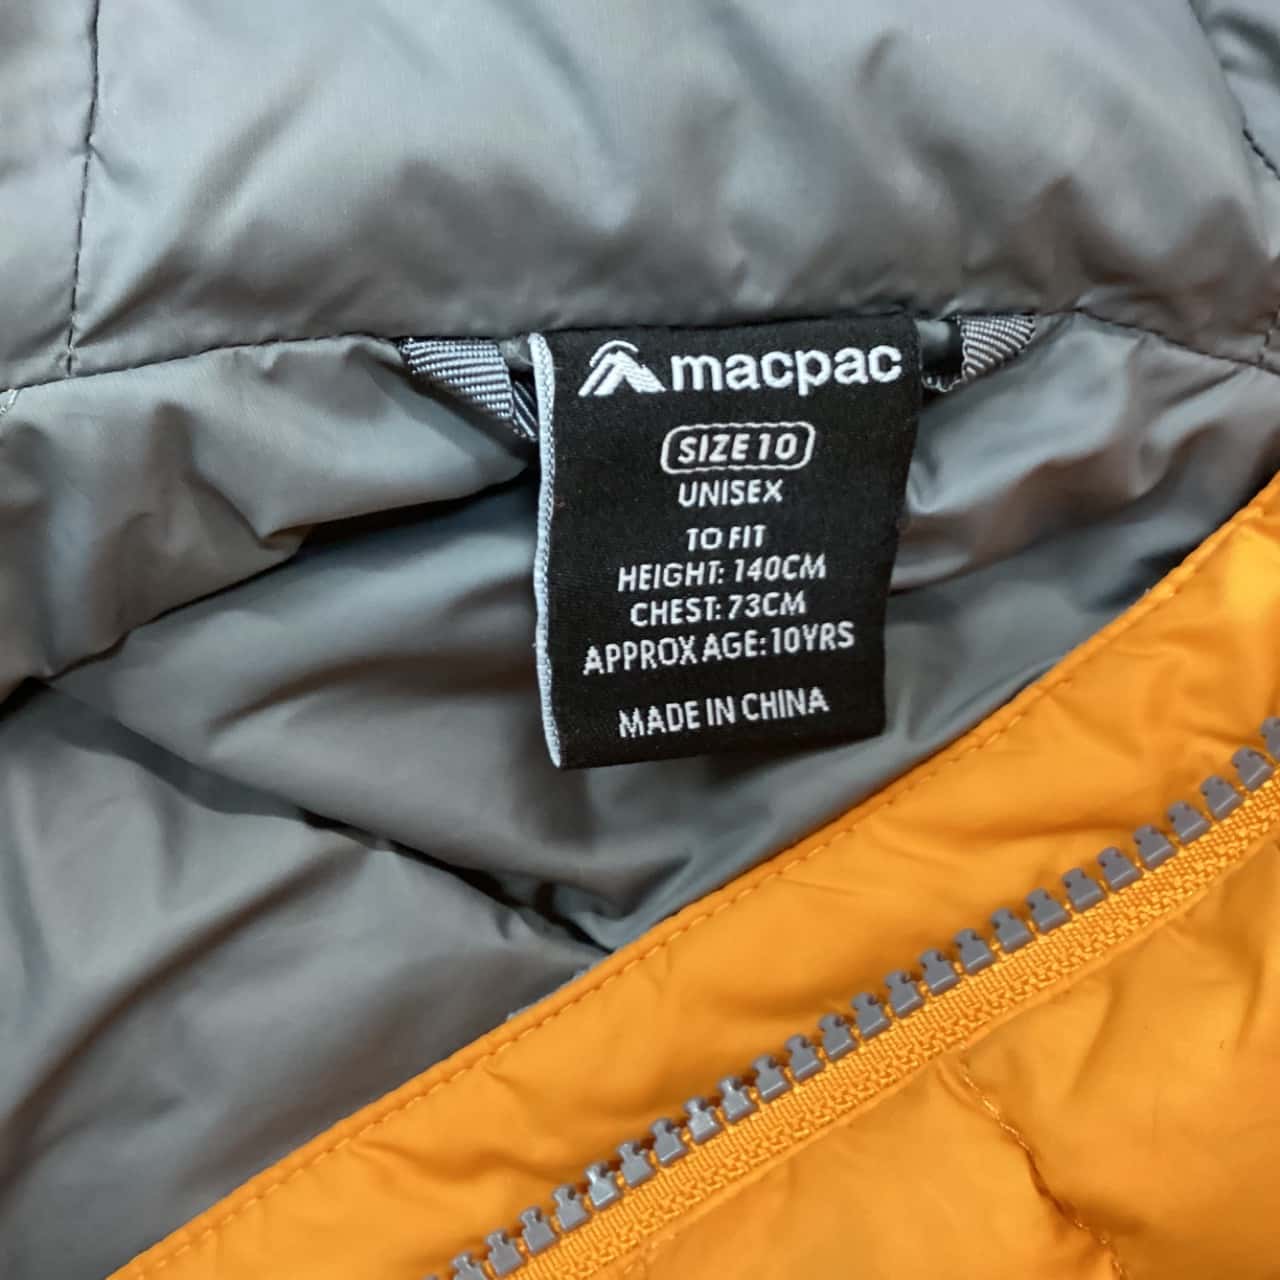 macpac
SIZE 10
UNISEX
TO FIT
HEIGHT: 140CM
CHEST: 73CM
APPROX AGE: 10YRS
MADE IN CHINA